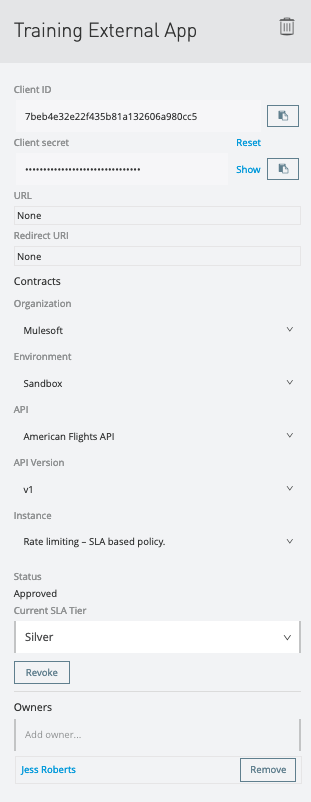 Training External App
Client ID
7beb4e32e22f435b81a132606a980cc5
Client secret
Reset
••••••••••••••••••••••••••••••••
Show
URL
None
Redirect URI
None
Contracts
Organization
Mulesoft
Environment
Sandbox
API
American Flights API
API Version
v1
Instance
Rate limiting – SLA based policy.
Status
Approved
Current SLA Tier
Silver
Revoke
Owners
Add owner...
Jess Roberts
Remove